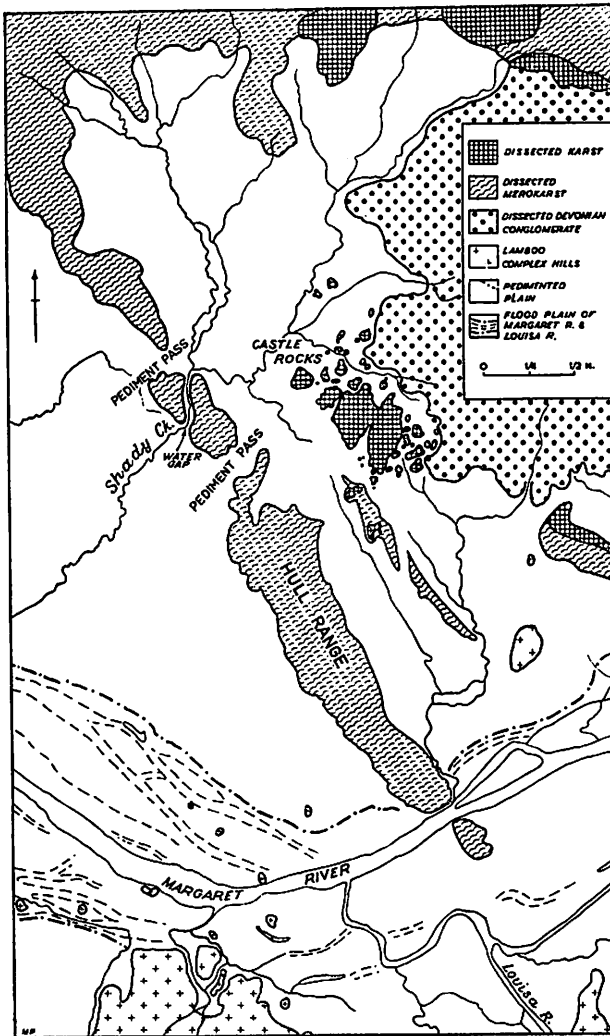 DISSECTED KARST
DISSECTED
MEROKARST
DISSECTED DEVONIAN
CONGLOMERATE
LAMBOO
COMPLEX HILLS
PEDIMENTED
PLAIN
FLOOD PLAIN OF
MARGARET R. &
LOUISA R.
0 1/4 1/2 M.
CASTLE
ROCKS
PEDIMENT PASS
Shady Ck.
WATER
GAP
PEDIMENT PASS
HULL RANGE
MARGARET RIVER
Louisa R.